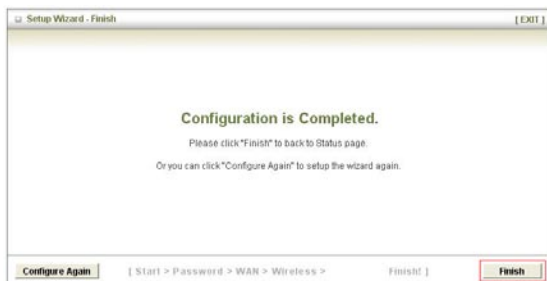 Setup Wizard - Finish [ EXIT ]
Configuration is Completed.
Please click "Finish" to back to Status page.
Or you can click "Configure Again" to setup the wizard again.
Configure Again [ Start > Password > WAN > Wireless > Finish! ] Finish